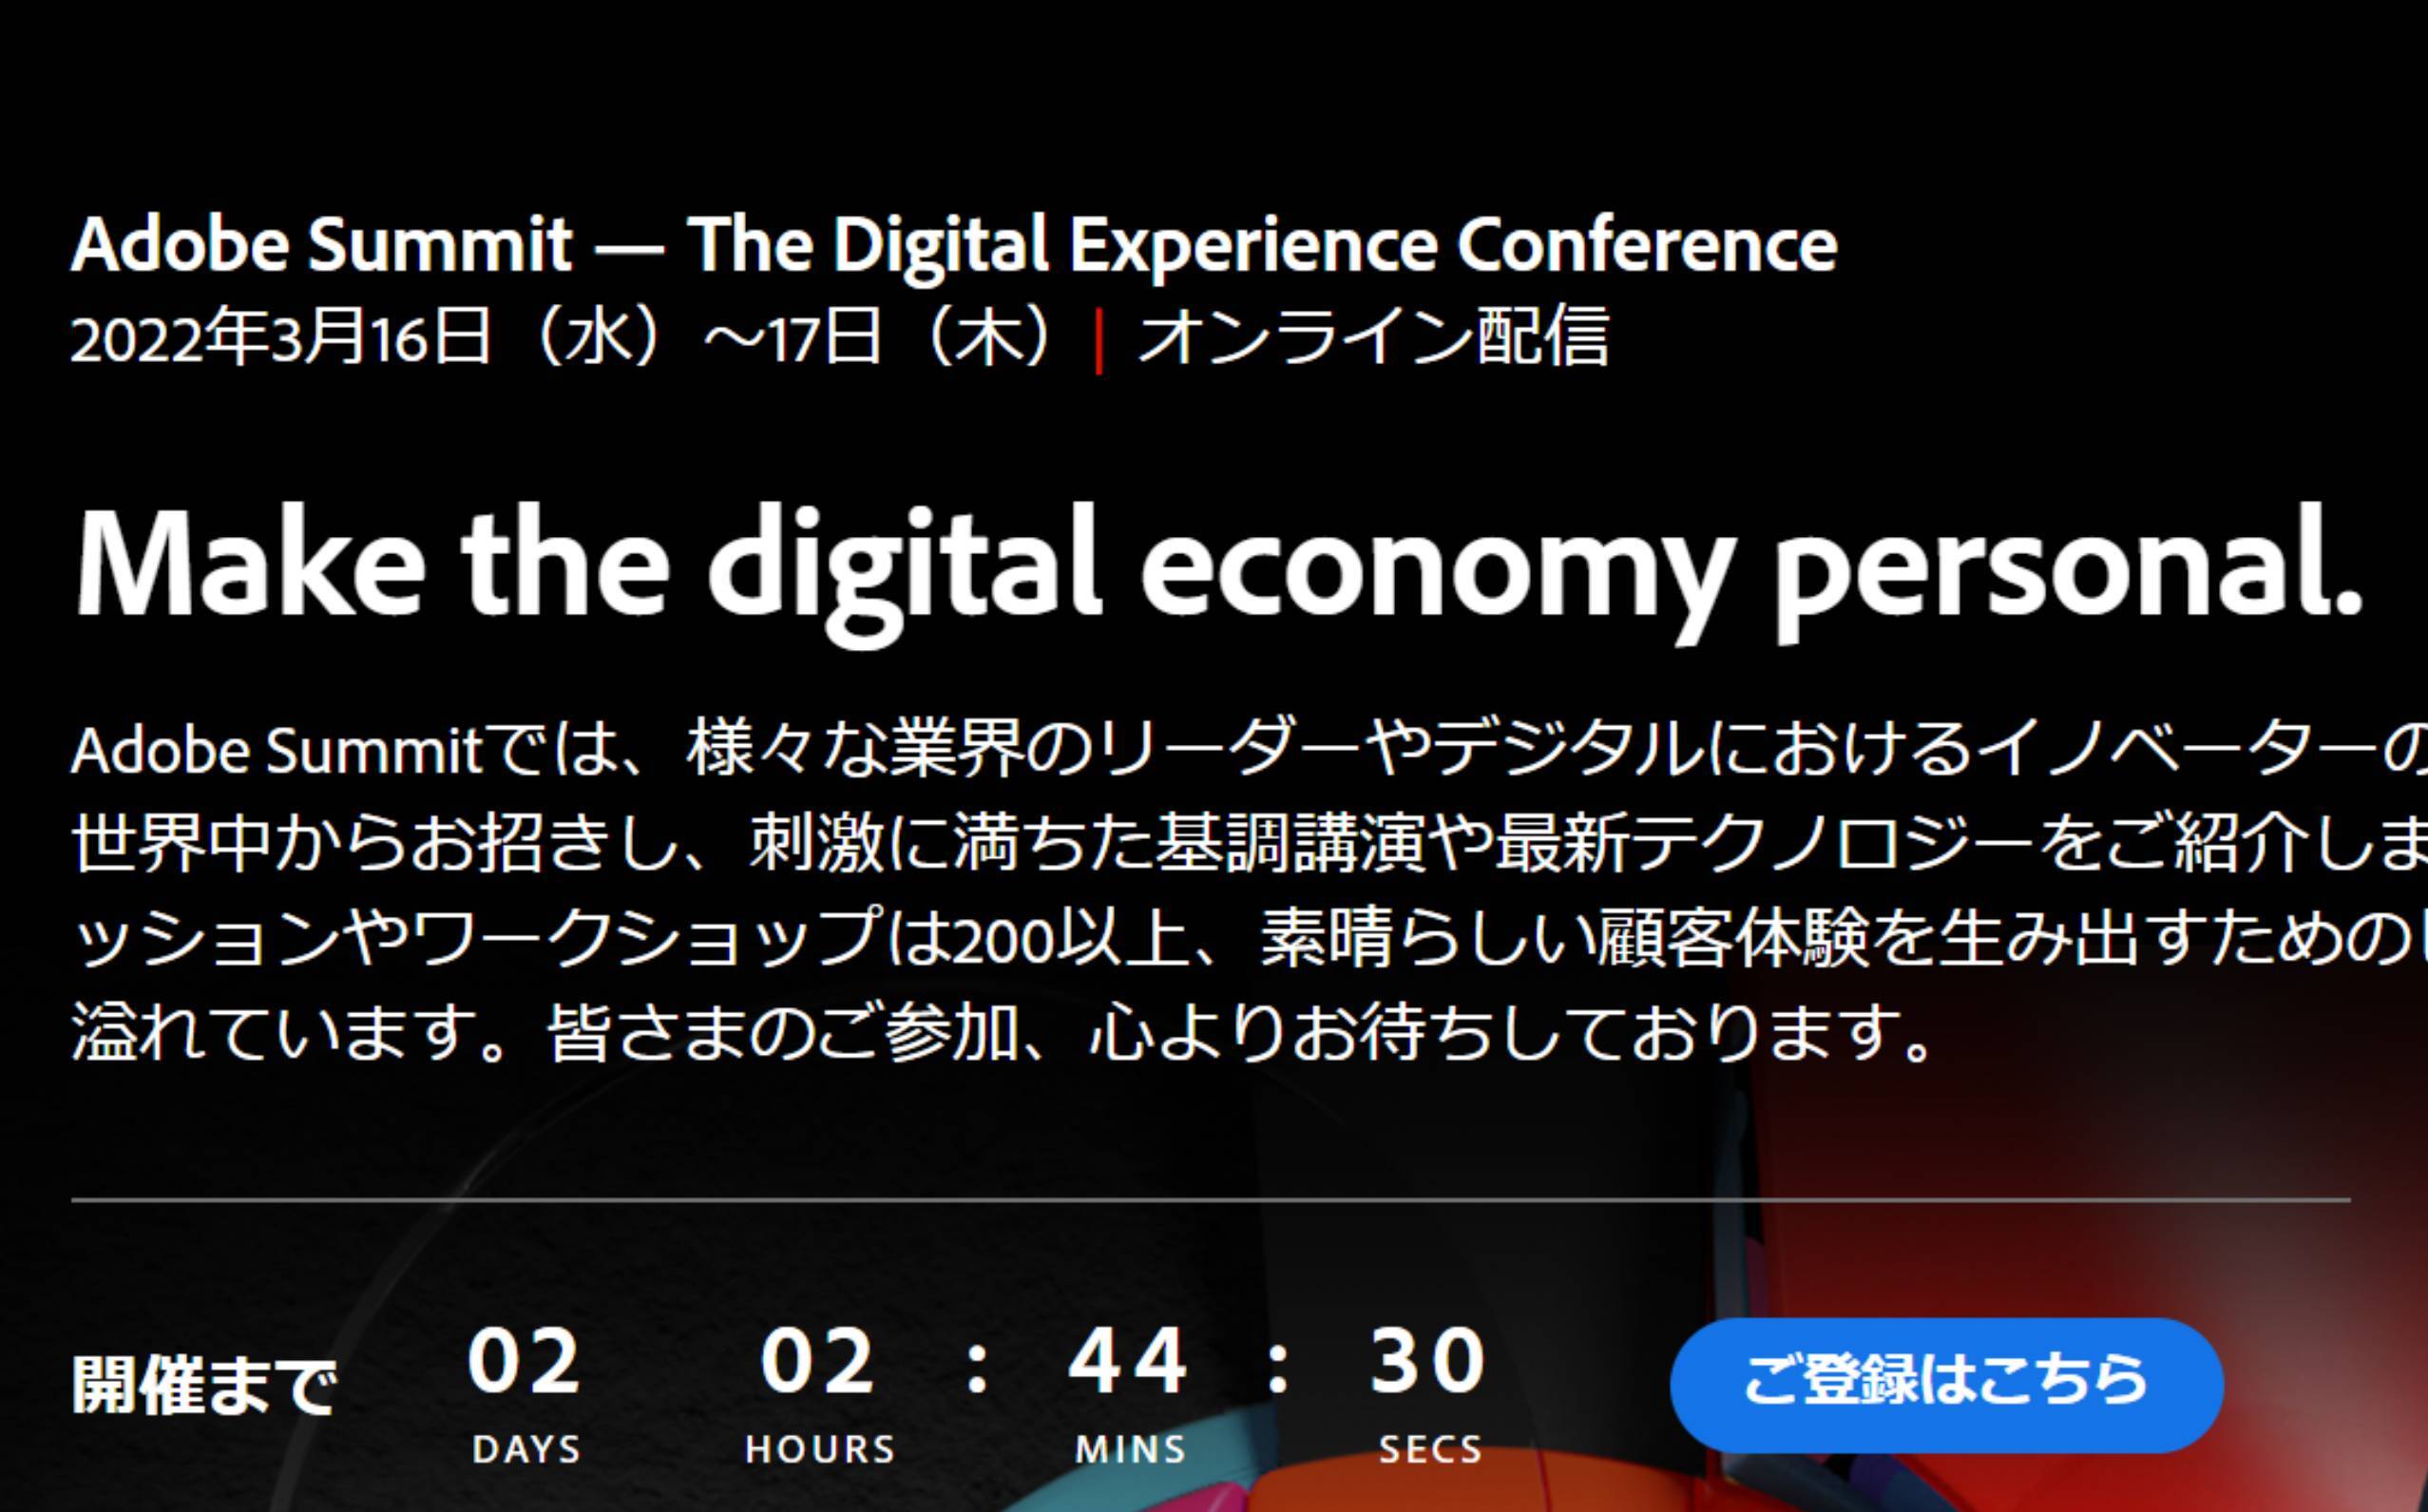 Adobe Summit — The Digital Experience Conference
2022年3月16日（水）～17日（木）| オンライン配信
Make the digital economy personal.
Adobe Summitでは、様々な業界のリーダーやデジタルにおけるイノベーターの
世界中からお招きし、刺激に満ちた基調講演や最新テクノロジーをご紹介しま
ッションやワークショップは200以上、素晴らしい顧客体験を生み出すための
溢れています。皆さまのご参加、心よりお待ちしております。
開催まで 02 02 : 44 : 30 ご登録はこちら
DAYS HOURS MINS SECS